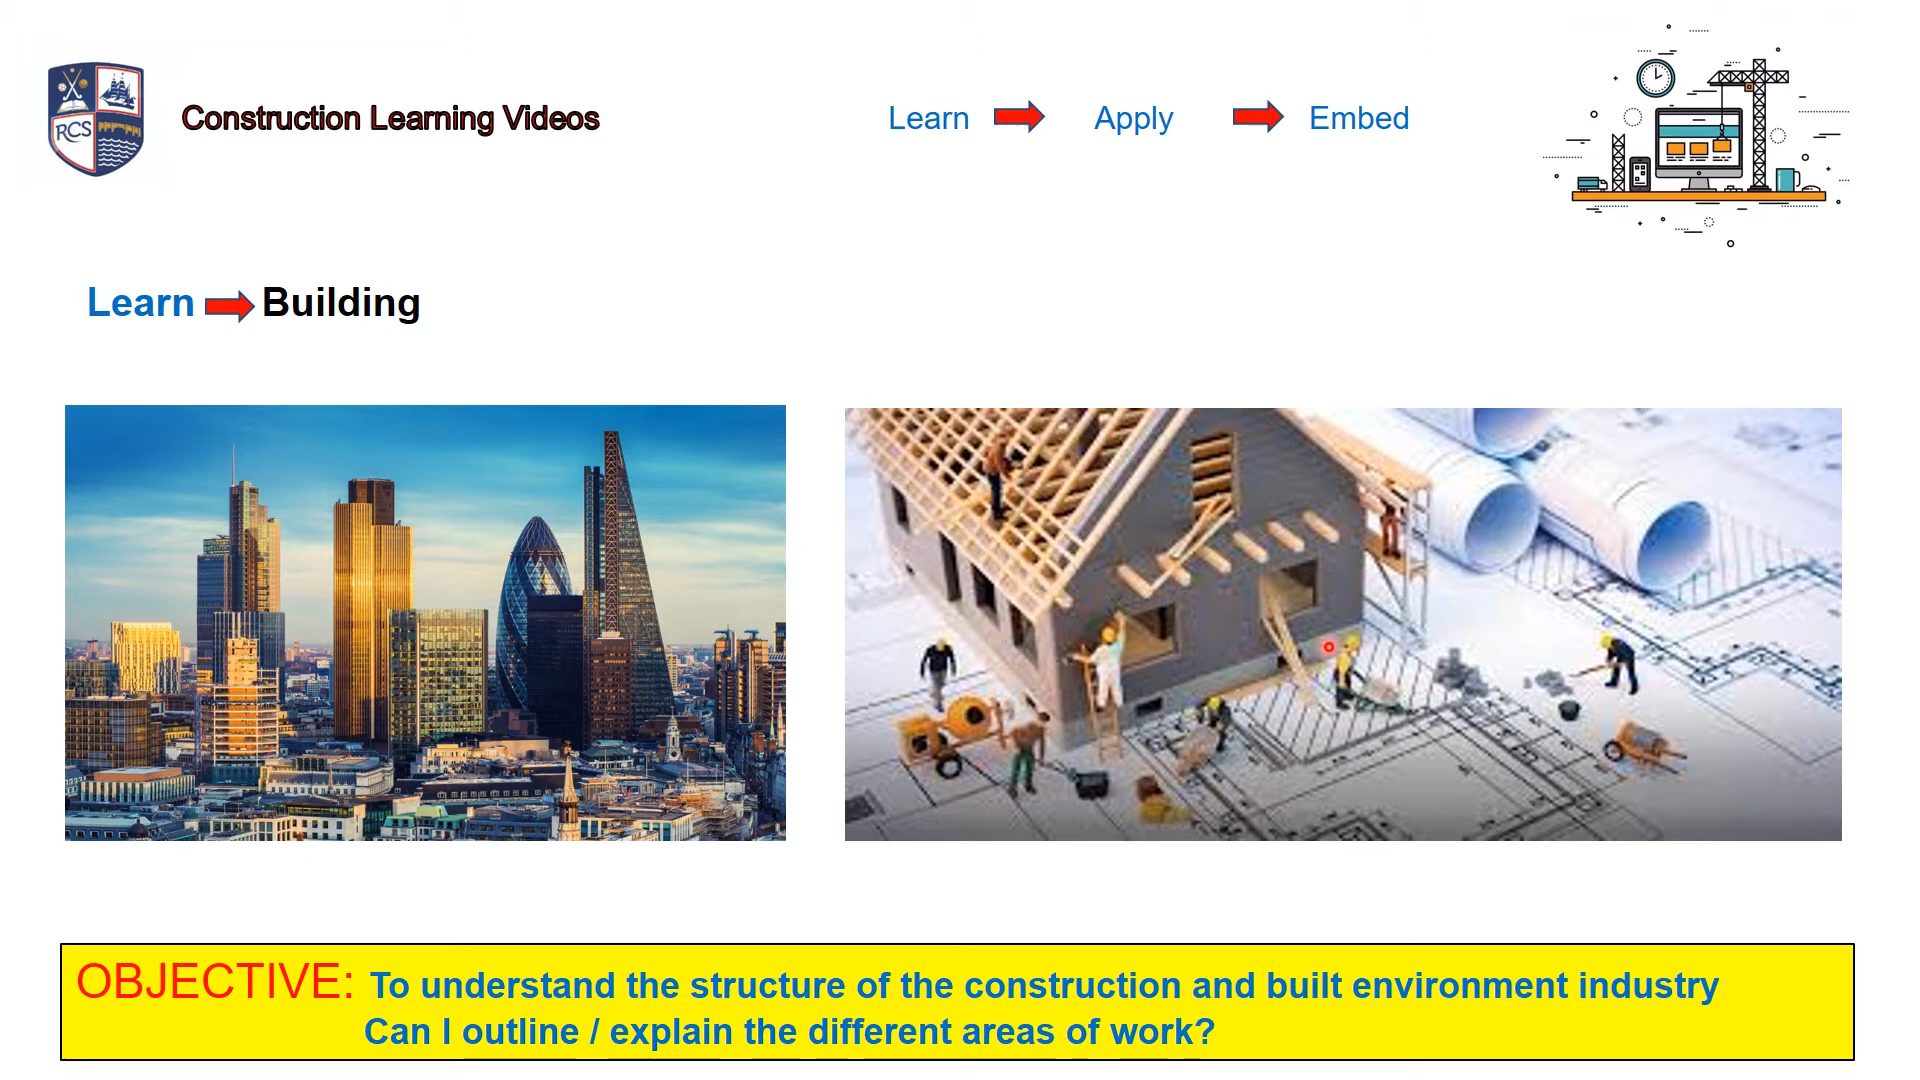 RCS
Construction Learning Videos
Learn Apply Embed
Learn Building
OBJECTIVE: To understand the structure of the construction and built environment industry
Can I outline / explain the different areas of work?